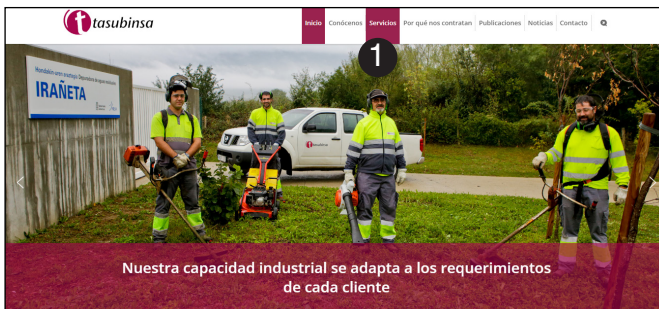 tasubinsa
Inicio Conócenos Servicios Por qué nos contratan Publicaciones Noticias Contacto
1
IRAÑETA
tasubinsa
Nuestra capacidad industrial se adapta a los requerimientos
de cada cliente